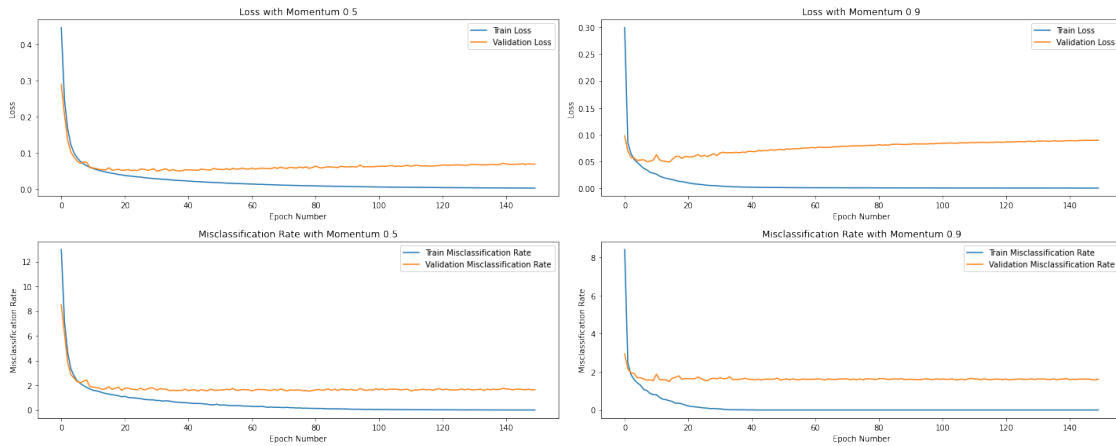 Loss with Momentum 0.5
Train Loss
Validation Loss
Loss
0.4
0.3
0.2
0.1
0.0
0 20 40 60 80 100 120 140
Epoch Number
Loss with Momentum 0.9
Train Loss
Validation Loss
Loss
0.30
0.25
0.20
0.15
0.10
0.05
0.00
0 20 40 60 80 100 120 140
Epoch Number
Misclassification Rate with Momentum 0.5
Train Misclassification Rate
Validation Misclassification Rate
Misclassification Rate
12
10
8
6
4
2
0
0 20 40 60 80 100 120 140
Epoch Number
Misclassification Rate with Momentum 0.9
Train Misclassification Rate
Validation Misclassification Rate
Misclassification Rate
8
6
4
2
0
0 20 40 60 80 100 120 140
Epoch Number